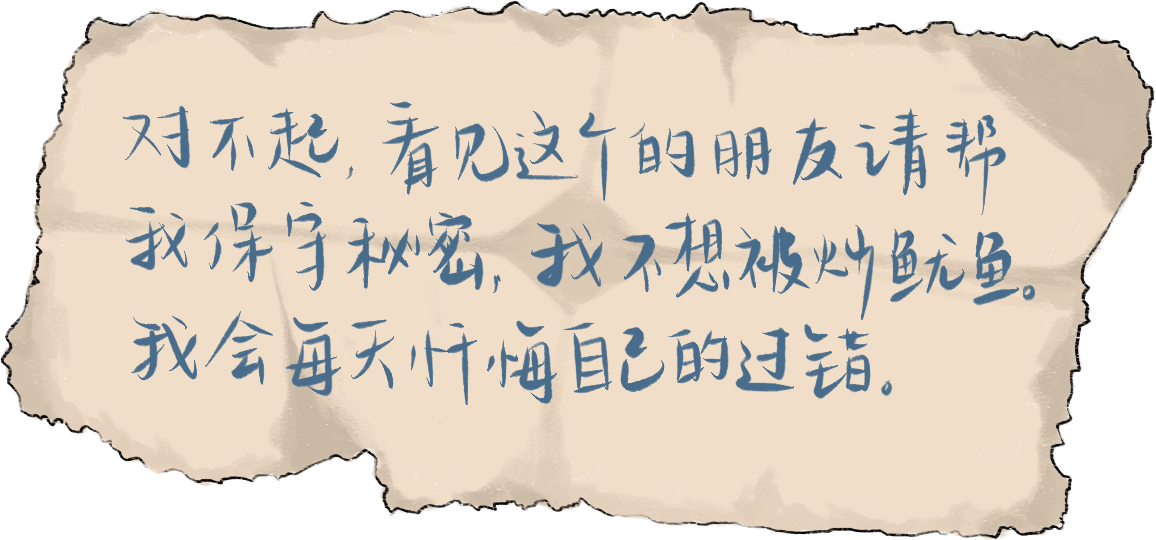 对不起,看见这个的朋友请帮
我保守秘密,我不想被炒鱿鱼。
我会每天忏悔自己的过错。